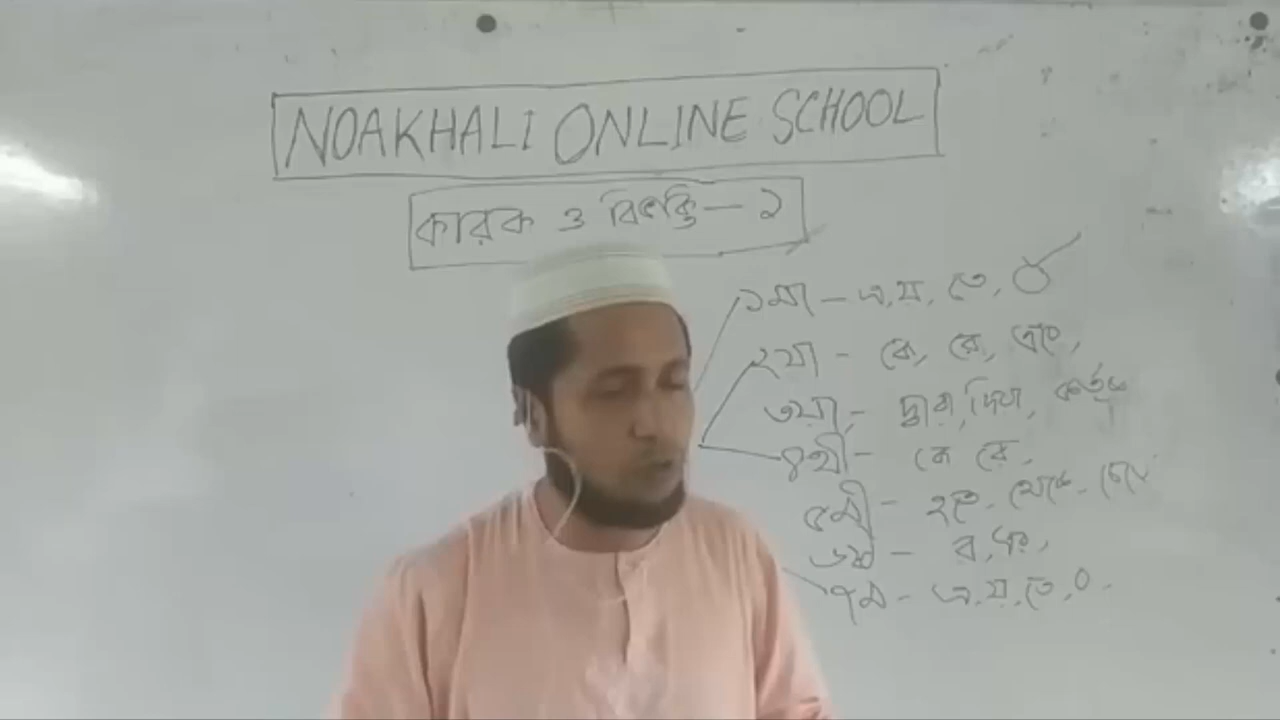 NOAKHALI ONLINE SCHOOL
কারক ও বিভক্তি — ২
১মা — এ, য়, তে, ০
২য়া - কে, রে, এরে,
৩য়া - দ্বারা, দিয়া, কর্তৃক
৪র্থী - কে রে,
৫মী - হতে, থেকে, চেয়ে
৬ষ্ঠ - র, এর,
৭ম - এ, য়, তে, ০.